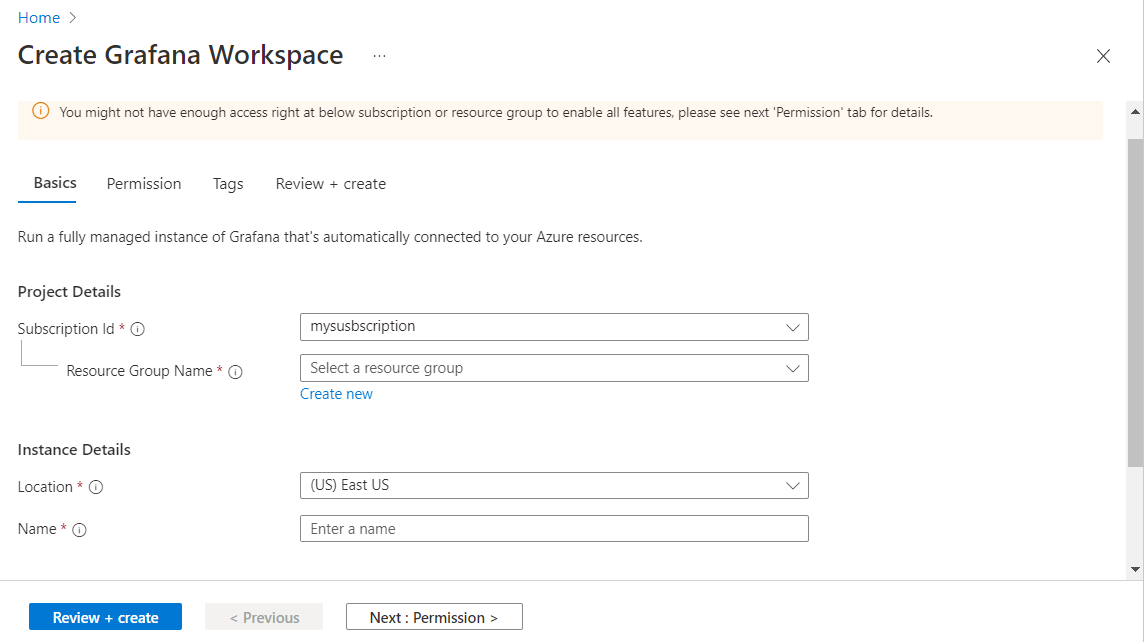 Home >
Create Grafana Workspace ...
You might not have enough access right at below subscription or resource group to enable all features, please see next 'Permission' tab for details.
Basics Permission Tags Review + create
Run a fully managed instance of Grafana that's automatically connected to your Azure resources.
Project Details
Subscription Id * mysusbscription
Resource Group Name * Select a resource group
Create new
Instance Details
Location * (US) East US
Name * Enter a name
Review + create < Previous Next : Permission >